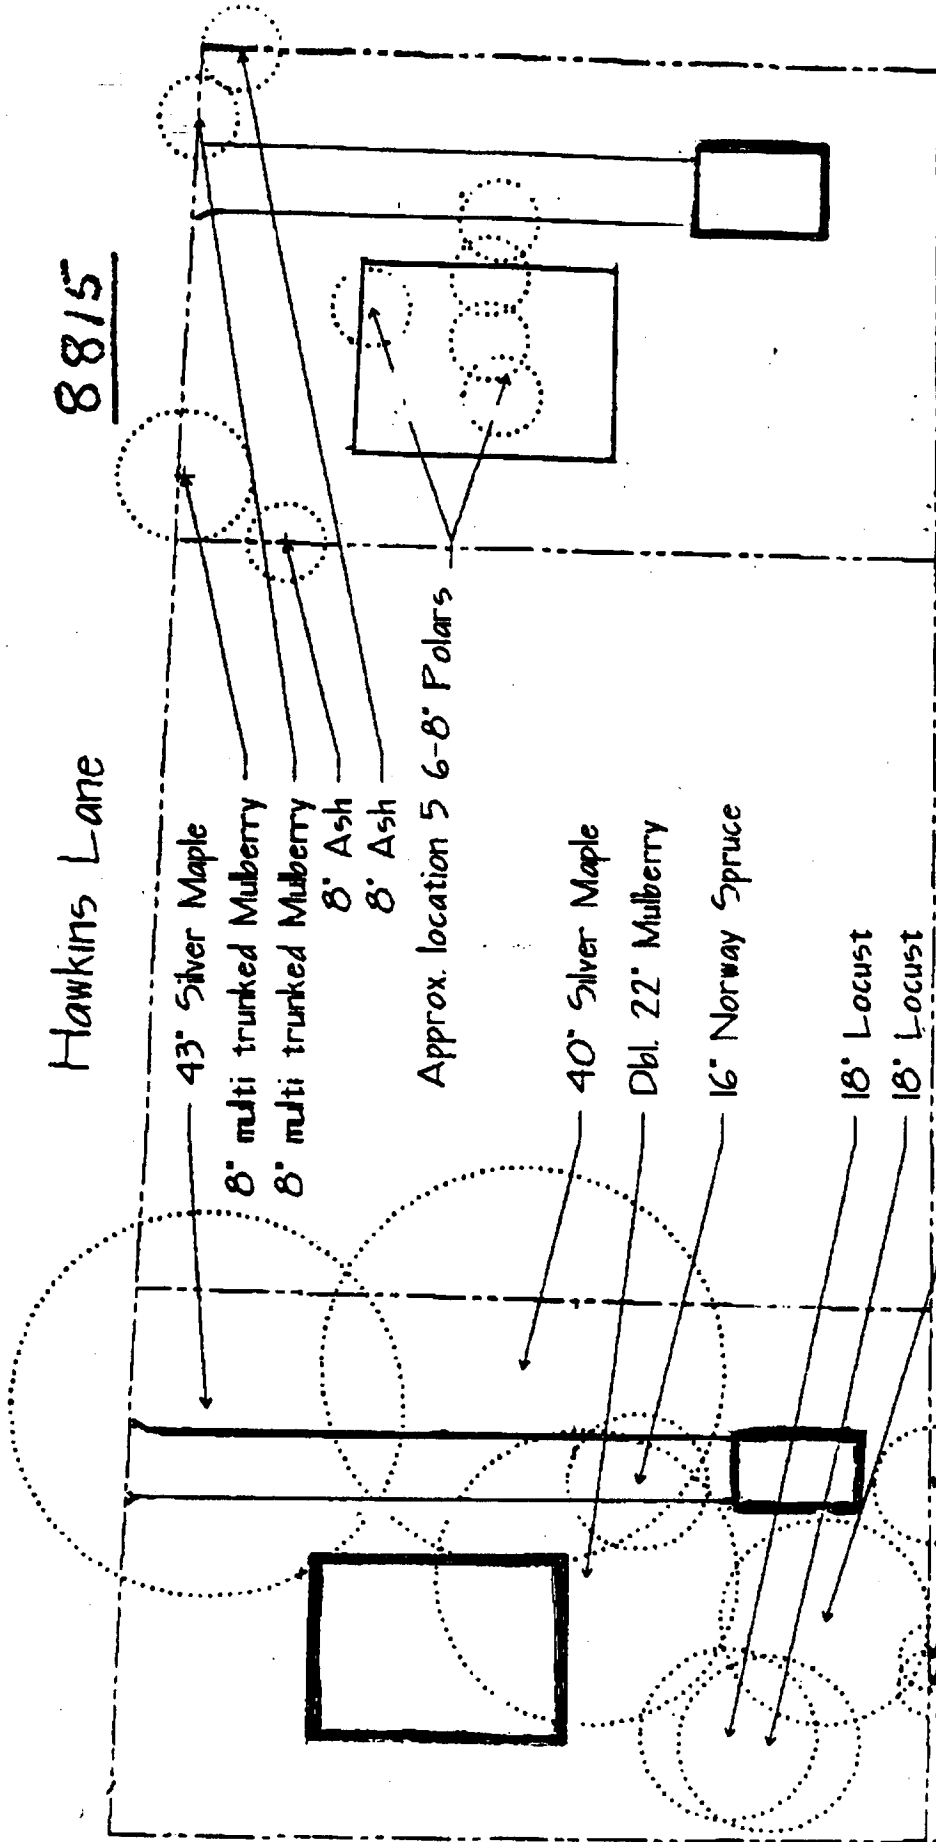 Hawkins Lane
8815
43" Silver Maple
8" multi trunked Mulberry
8" multi trunked Mulberry
8" Ash
8" Ash
Approx. location 5 6-8" Polars
40" Silver Maple
Dbl. 22" Mulberry
16" Norway Spruce
18" Locust
18" Locust